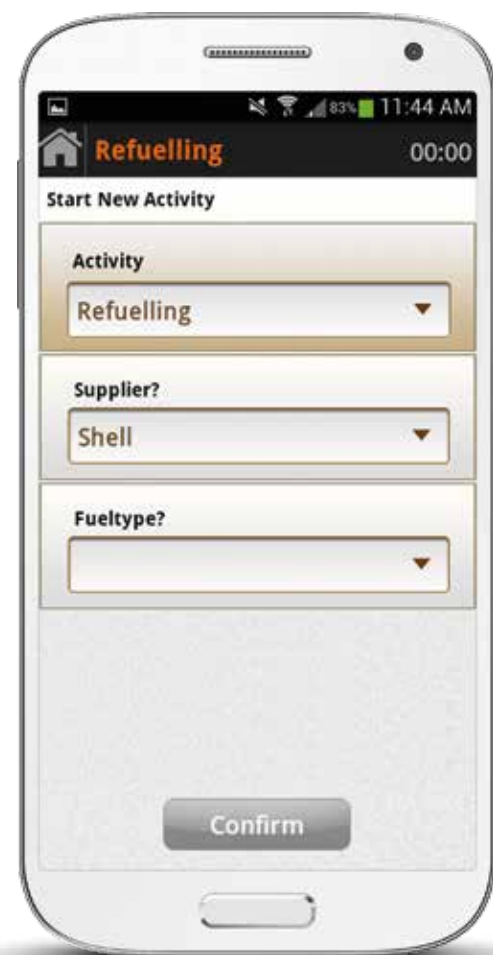 83% 11:44 AM
Refuelling 00:00
Start New Activity
Activity
Refuelling
Supplier?
Shell
Fueltype?
Confirm